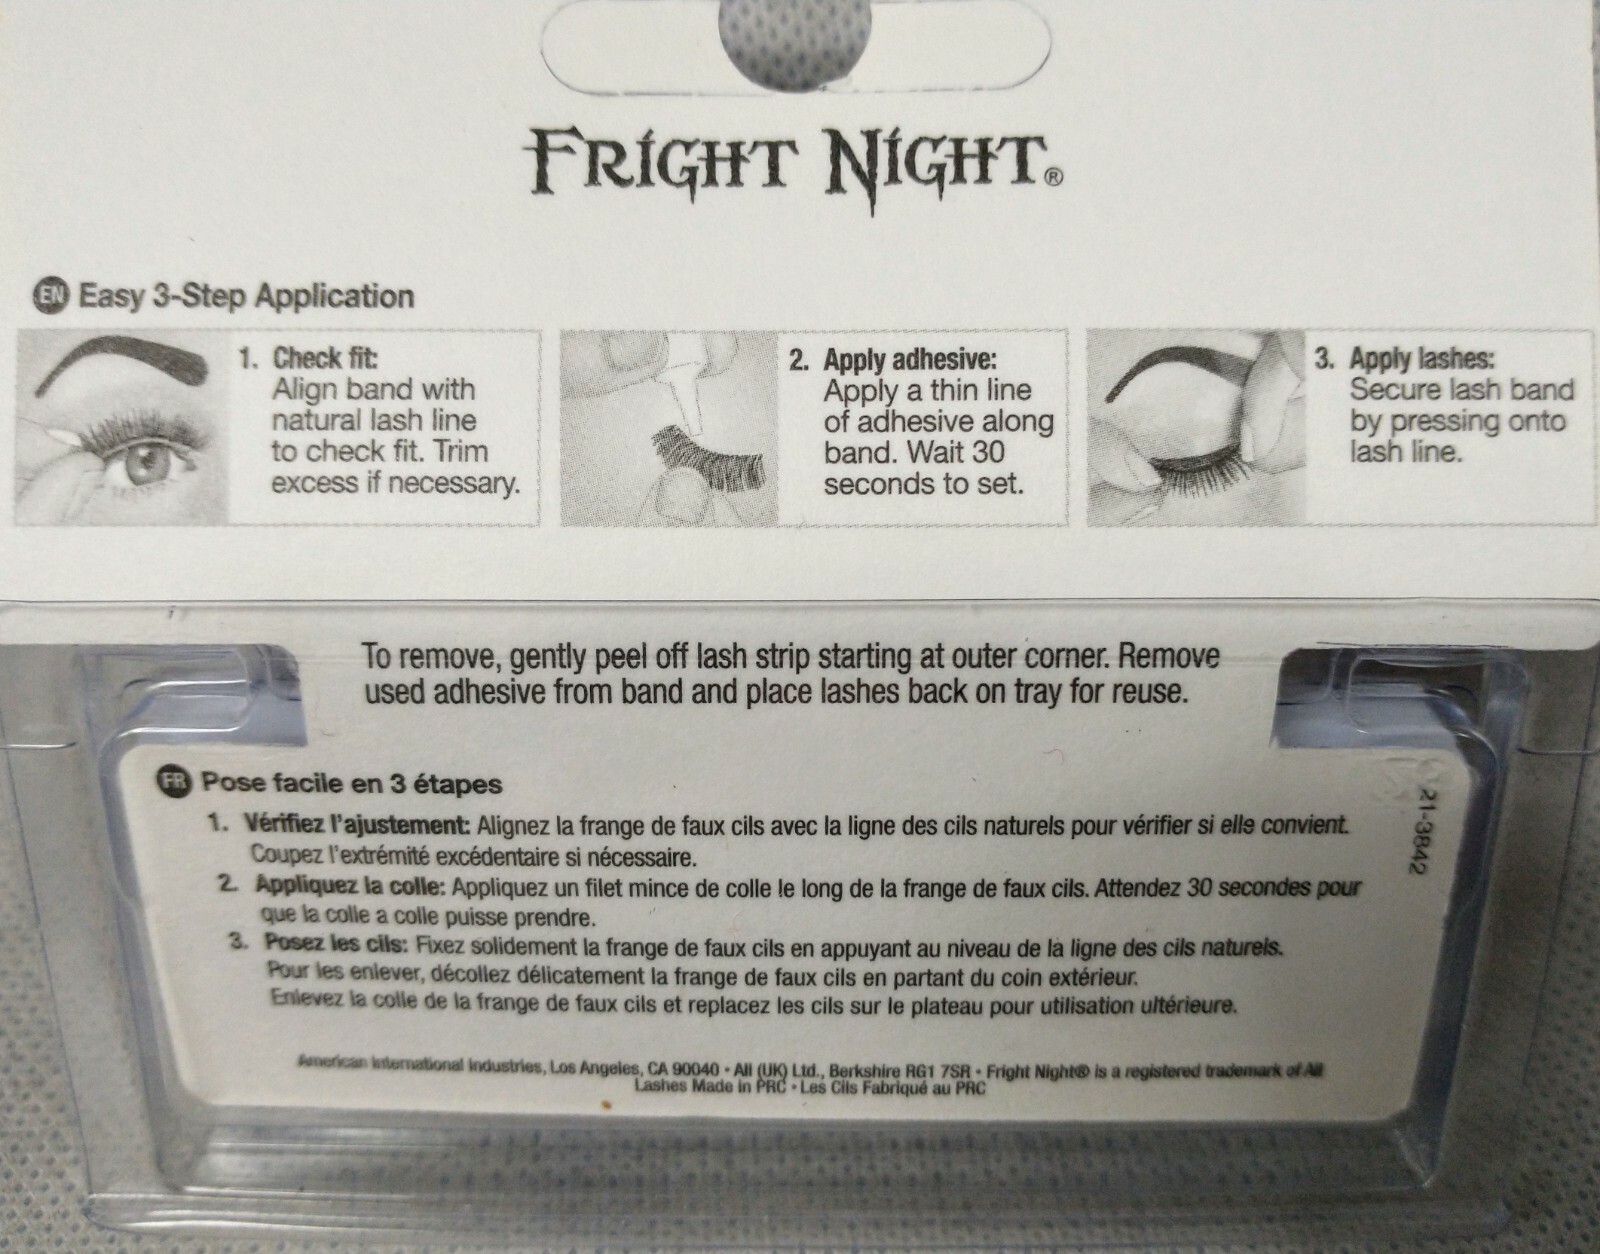 FRIGHT NIGHT®
EN Easy 3-Step Application
1. Check fit:
Align band with
natural lash line
to check fit. Trim
excess if necessary.
2. Apply adhesive:
Apply a thin line
of adhesive along
band. Wait 30
seconds to set.
3. Apply lashes:
Secure lash band
by pressing onto
lash line.
To remove, gently peel off lash strip starting at outer corner. Remove
used adhesive from band and place lashes back on tray for reuse.
FR Pose facile en 3 étapes
1. Vérifiez l'ajustement: Alignez la frange de faux cils avec la ligne des cils naturels pour vérifier si elle convient.
Coupez l'extrémité excédentaire si nécessaire.
2. Appliquez la colle: Appliquez un filet mince de colle le long de la frange de faux cils. Attendez 30 secondes pour
que la colle a colle puisse prendre.
3. Posez les cils: Fixez solidement la frange de faux cils en appuyant au niveau de la ligne des cils naturels.
Pour les enlever, décollez délicatement la frange de faux cils en partant du coin extérieur.
Enlevez la colle de la frange de faux cils et replacez les cils sur le plateau pour utilisation ultérieure.
21-3842
American International Industries, Los Angeles, CA 90040 • AII (UK) Ltd., Berkshire RG1 7SR • Fright Night® is a registered trademark of AII
Lashes Made in PRC • Les Cils Fabriqué au PRC